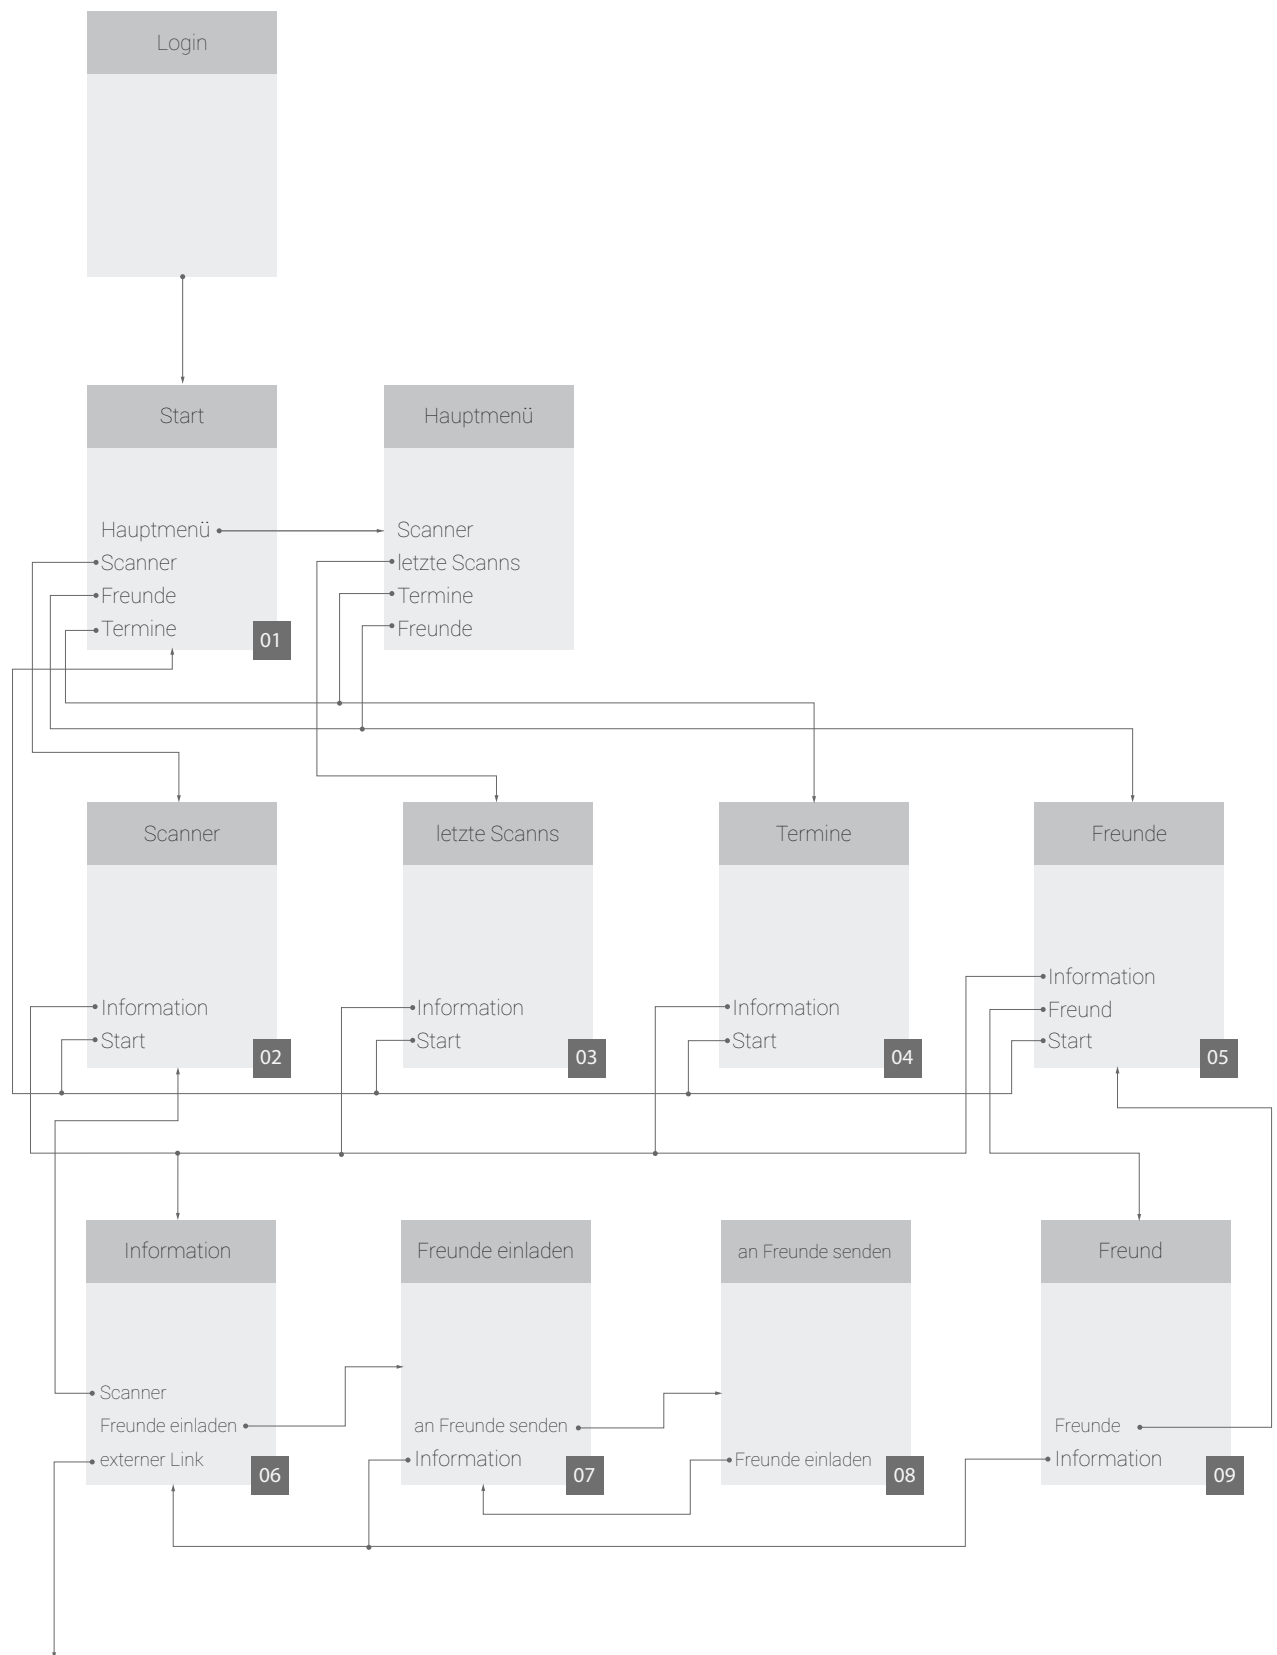 Login
Start
Hauptmenü
Scanner
Freunde
Termine
01
Hauptmenü
Scanner
letzte Scanns
Termine
Freunde
Scanner
Information
Start
02
letzte Scanns
Information
Start
03
Termine
Information
Start
04
Freunde
Information
Freund
Start
05
Information
Scanner
Freunde einladen
externer Link
06
Freunde einladen
an Freunde senden
Information
07
an Freunde senden
Freunde einladen
08
Freund
Freunde
Information
09